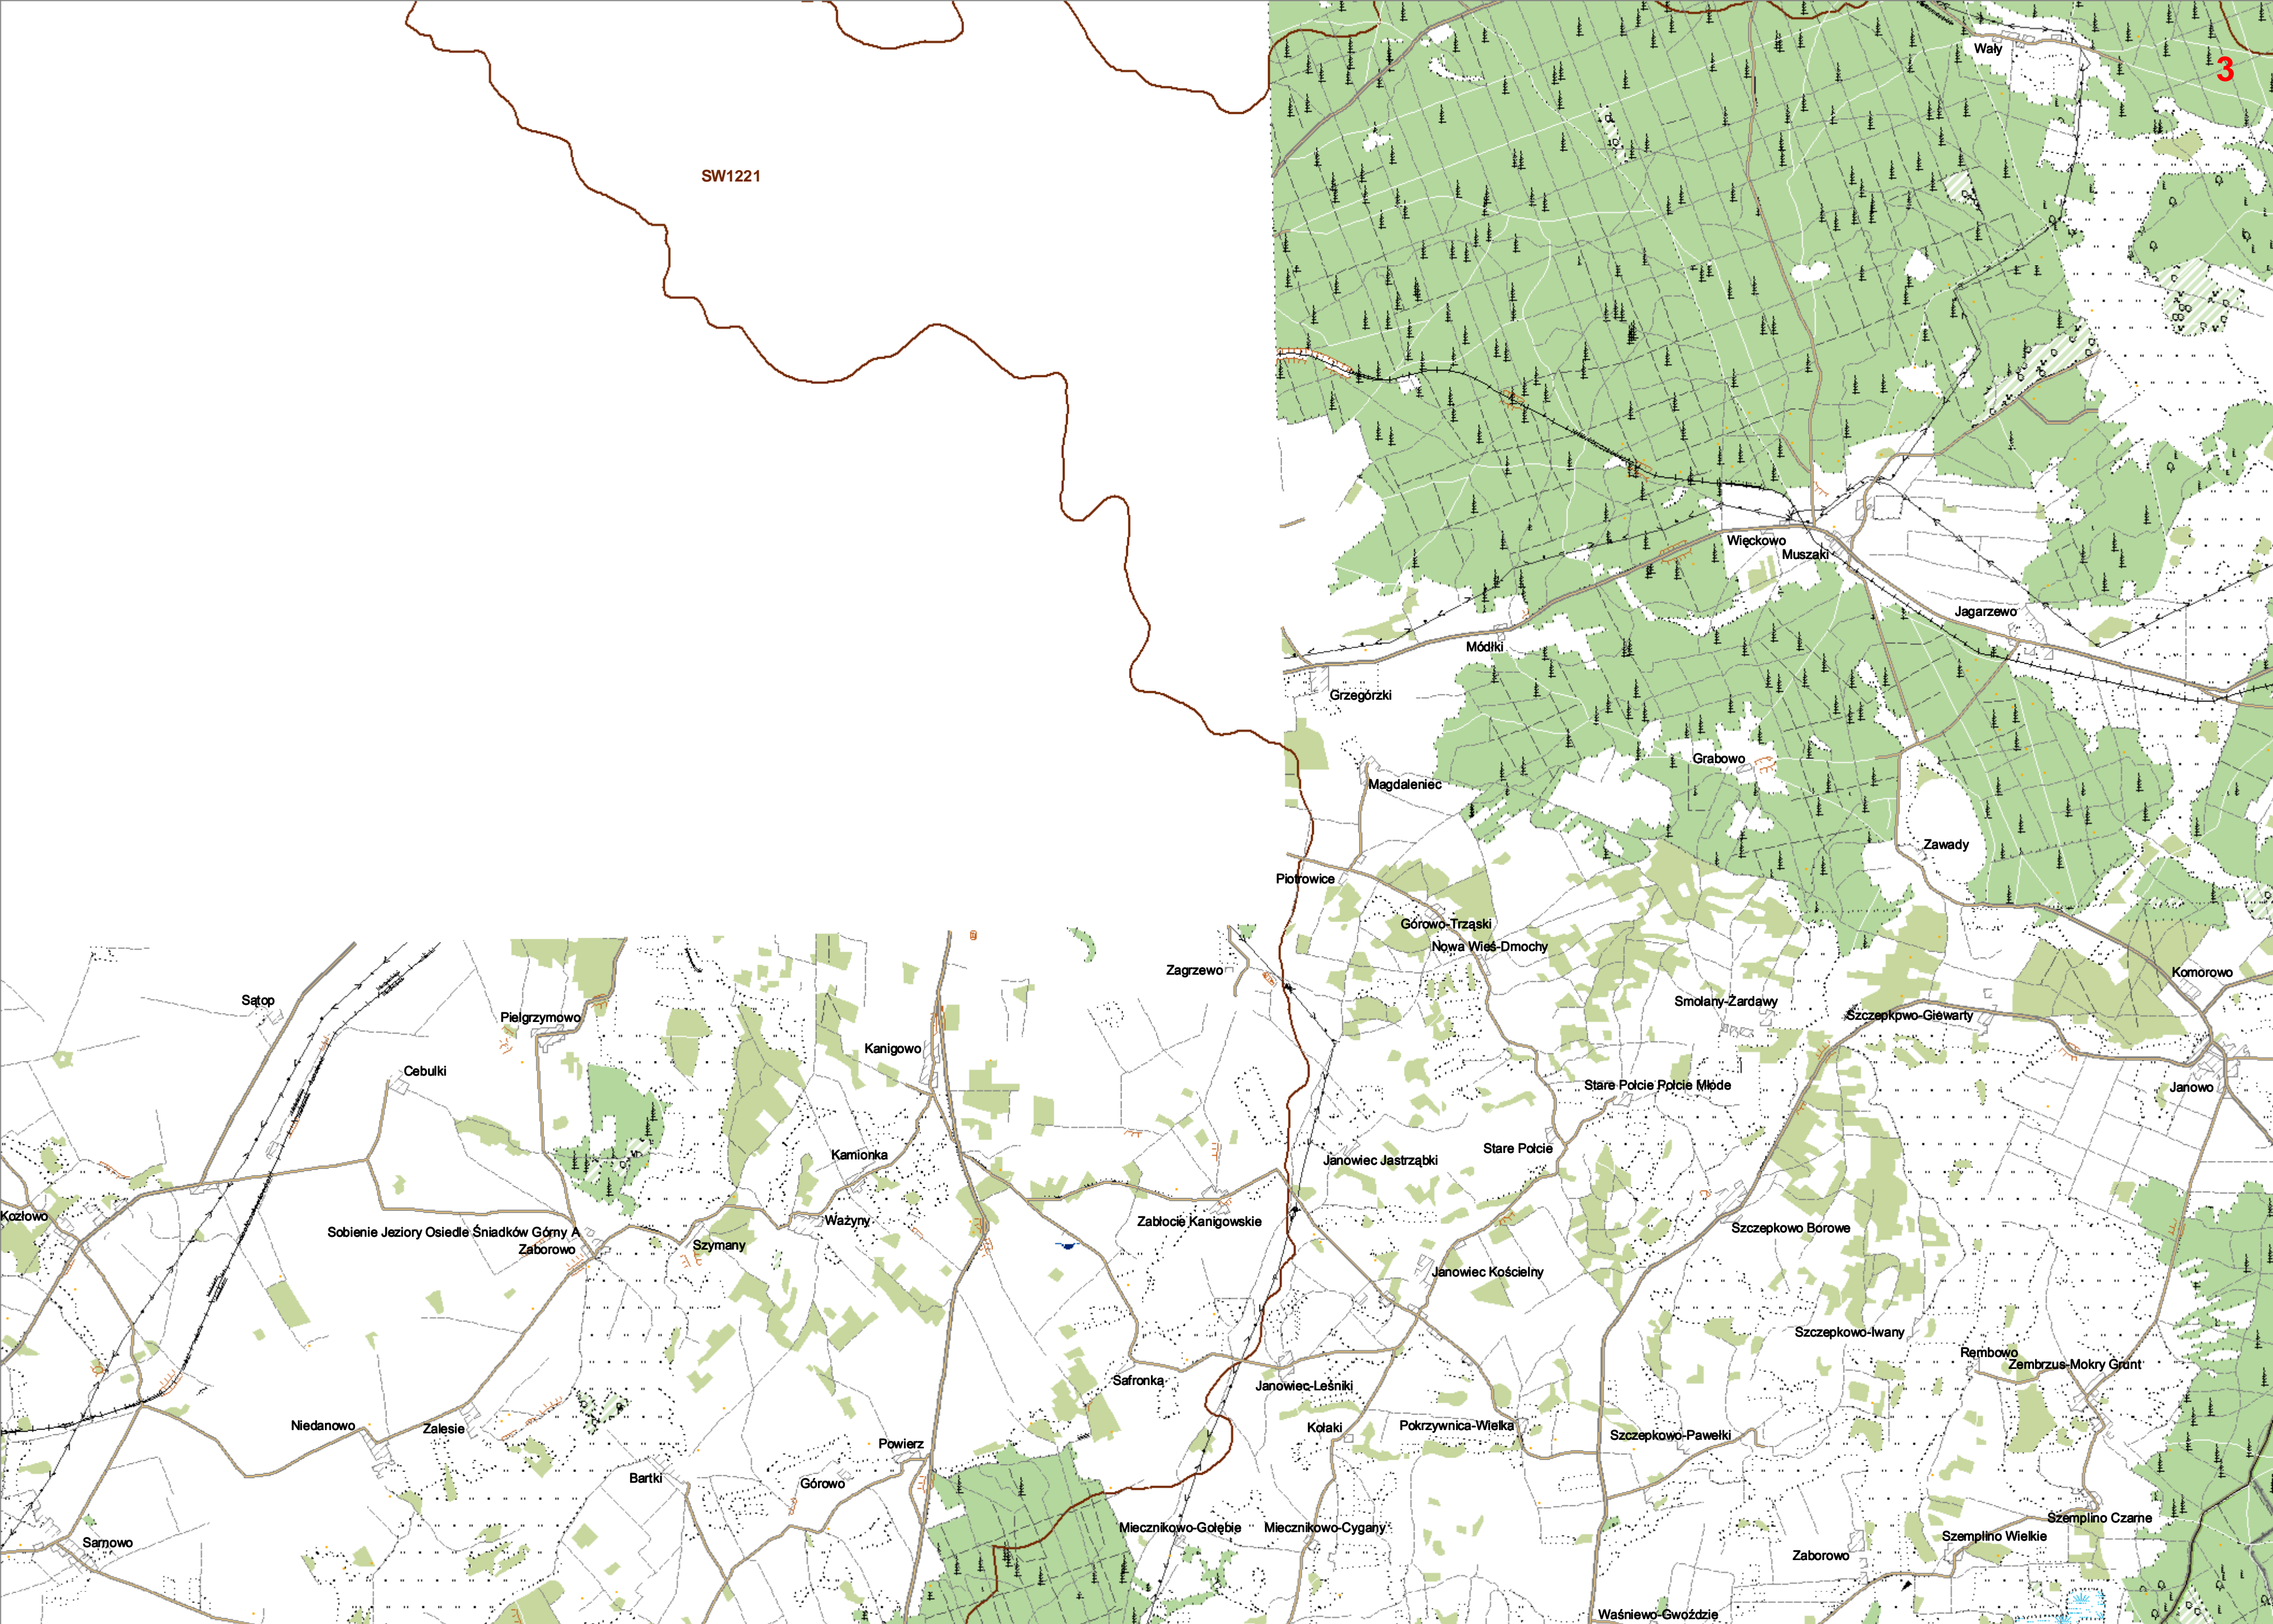 Wały
3
SW1221
Więckowo
Muszaki
Jagarzewo
Módłki
Grzegórzki
Grabowo
Magdaleniec
Zawady
Piotrowice
Górowo-Trząski
Nowa Wieś-Dmochy
Zagrzewo
Komorowo
Sątop
Smolany-Żardawy
Pielgrzymowo
Szczepkpwo-Giewarty
Kanigowo
Cebulki
Stare Połcie Połcie Młode
Janowo
Stare Połcie
Kamionka
Janowiec Jastrząbki
Kozłowo
Ważyny
Zabłocie Kanigowskie
Szczepkowo Borowe
Sobienie Jeziory Osiedle Śniadków Górny A
Zaborowo
Szymany
Janowiec Kościelny
Szczepkowo-Iwany
Rembowo
Zembrzus-Mokry Grunt
Safronka
Janowiec-Leśniki
Niedanowo
Zalesie
Kołaki
Pokrzywnica-Wielka
Szczepkowo-Pawełki
Powierz
Bartki
Górowo
Szemplino Czarne
Miecznikowo-Gołębie
Miecznikowo-Cygany
Szemplino Wielkie
Sarnowo
Zaborowo
Waśniewo-Gwoździe